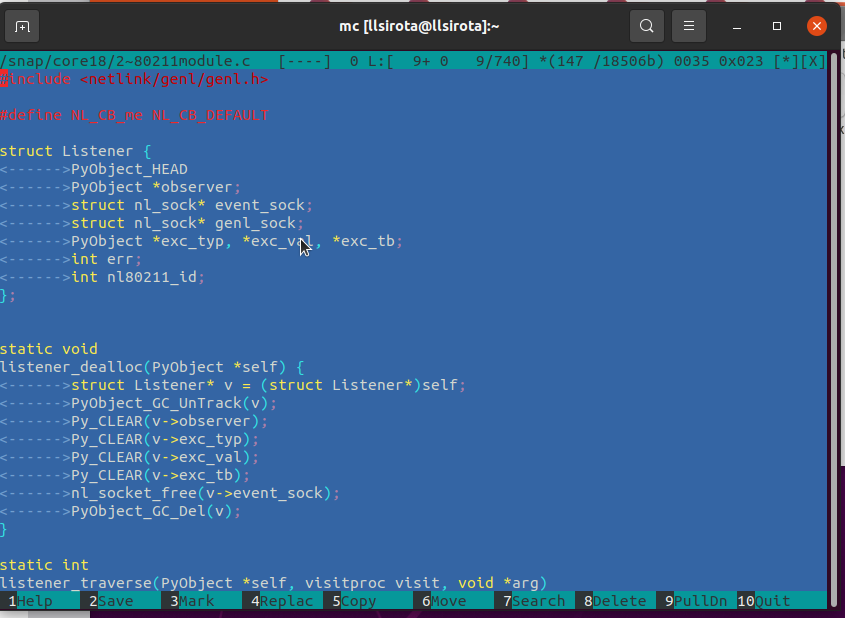 mc [llsirota@llsirota]:~
/snap/core18/2~80211module.c   [----]  0 L:[  9+ 0   9/740] *(147 /18506b) 0035 0x023 [*][X]
#include <netlink/genl/genl.h>
#define NL_CB_me NL_CB_DEFAULT
struct Listener {
<------>PyObject_HEAD
<------>PyObject *observer;
<------>struct nl_sock* event_sock;
<------>struct nl_sock* genl_sock;
<------>PyObject *exc_typ, *exc_val, *exc_tb;
<------>int err;
<------>int nl80211_id;
};
static void
listener_dealloc(PyObject *self) {
<------>struct Listener* v = (struct Listener*)self;
<------>PyObject_GC_UnTrack(v);
<------>Py_CLEAR(v->observer);
<------>Py_CLEAR(v->exc_typ);
<------>Py_CLEAR(v->exc_val);
<------>Py_CLEAR(v->exc_tb);
<------>nl_socket_free(v->event_sock);
<------>PyObject_GC_Del(v);
}
static int
listener_traverse(PyObject *self, visitproc visit, void *arg)
1Help 2Save 3Mark 4Replac 5Copy 6Move 7Search 8Delete 9PullDn 10Quit